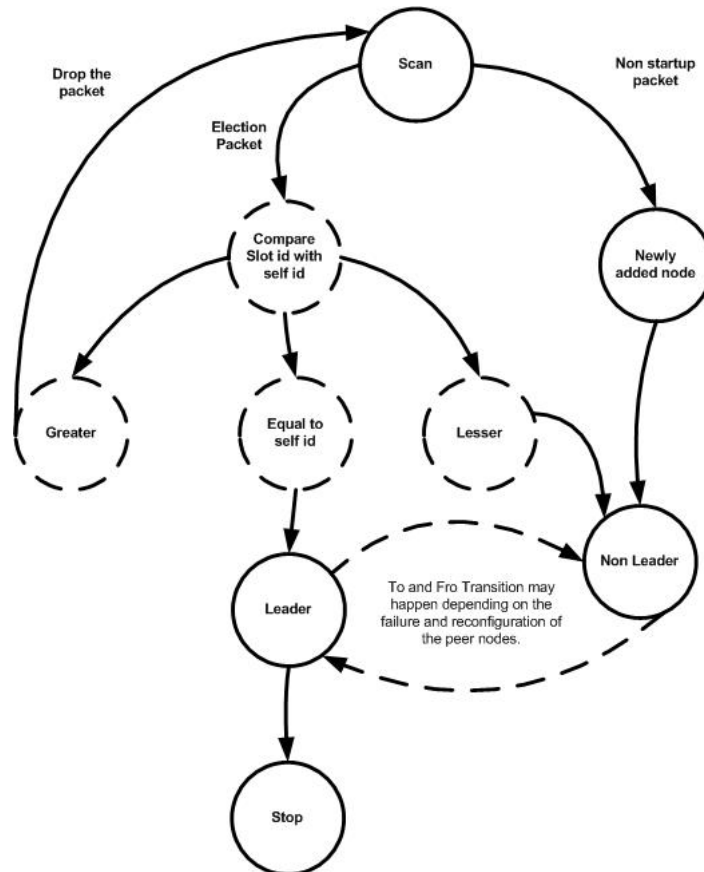 Scan
Drop the
packet
Non startup
packet
Election
Packet
Compare
Slot id with
self id
Newly
added node
Greater
Equal to
self id
Lesser
Non Leader
To and Fro Transition may
happen depending on the
failure and reconfiguration of
the peer nodes.
Leader
Stop